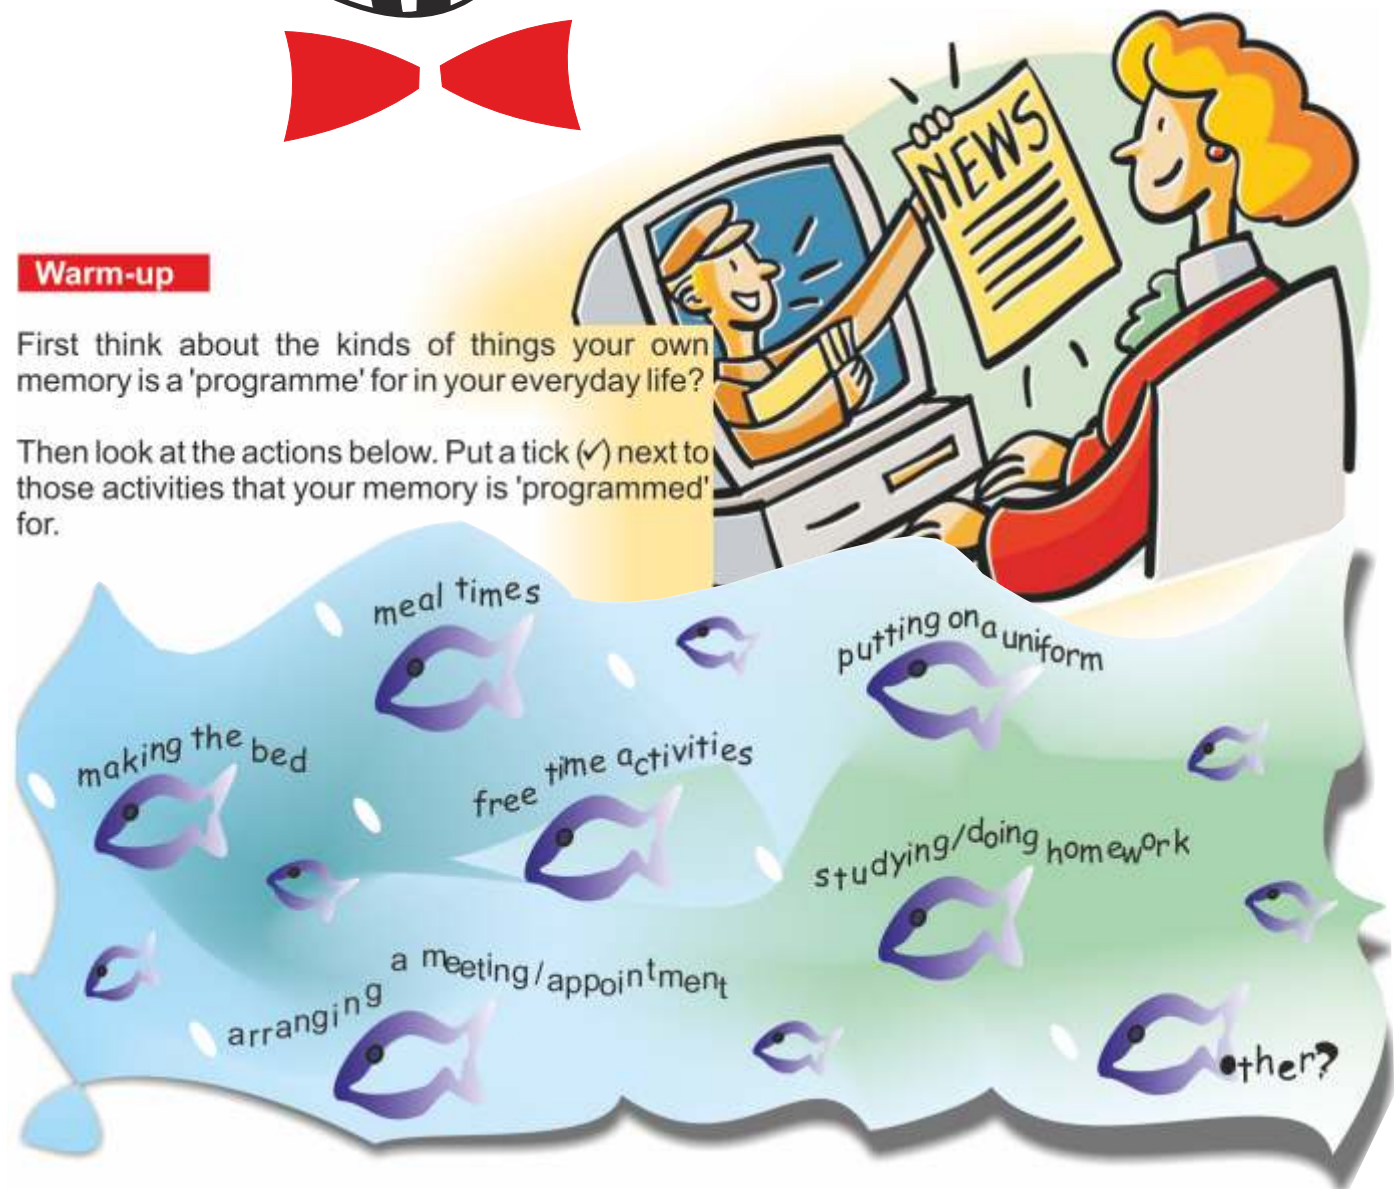 NEWS
Warm-up
First think about the kinds of things your own
memory is a 'programme' for in your everyday life?
Then look at the actions below. Put a tick (✓) next to
those activities that your memory is 'programmed'
for.
meal times
putting on a uniform
making the bed
free time activities
studying/doing homework
arranging a meeting/appointment
other?